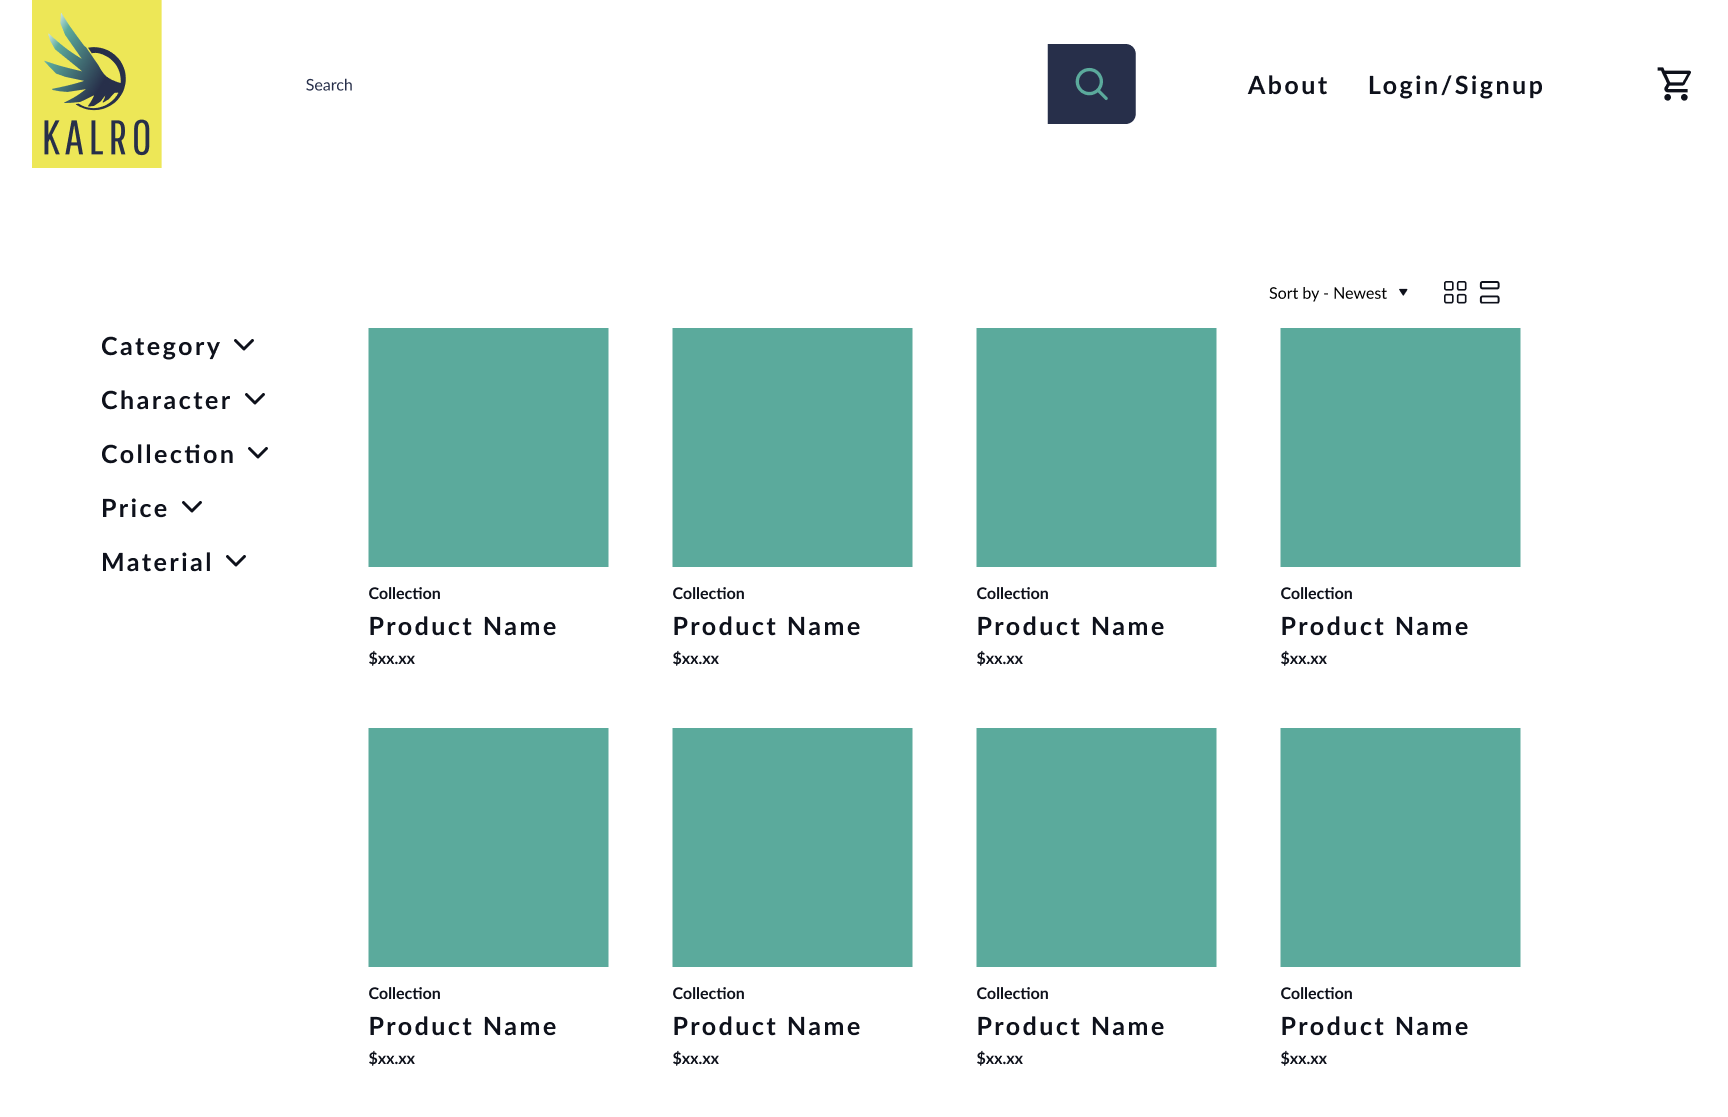 KALRO
Search
About
Login/Signup
Sort by - Newest
Category
Character
Collection
Price
Material
Collection
Product Name
$xx.xx
Collection
Product Name
$xx.xx
Collection
Product Name
$xx.xx
Collection
Product Name
$xx.xx
Collection
Product Name
$xx.xx
Collection
Product Name
$xx.xx
Collection
Product Name
$xx.xx
Collection
Product Name
$xx.xx